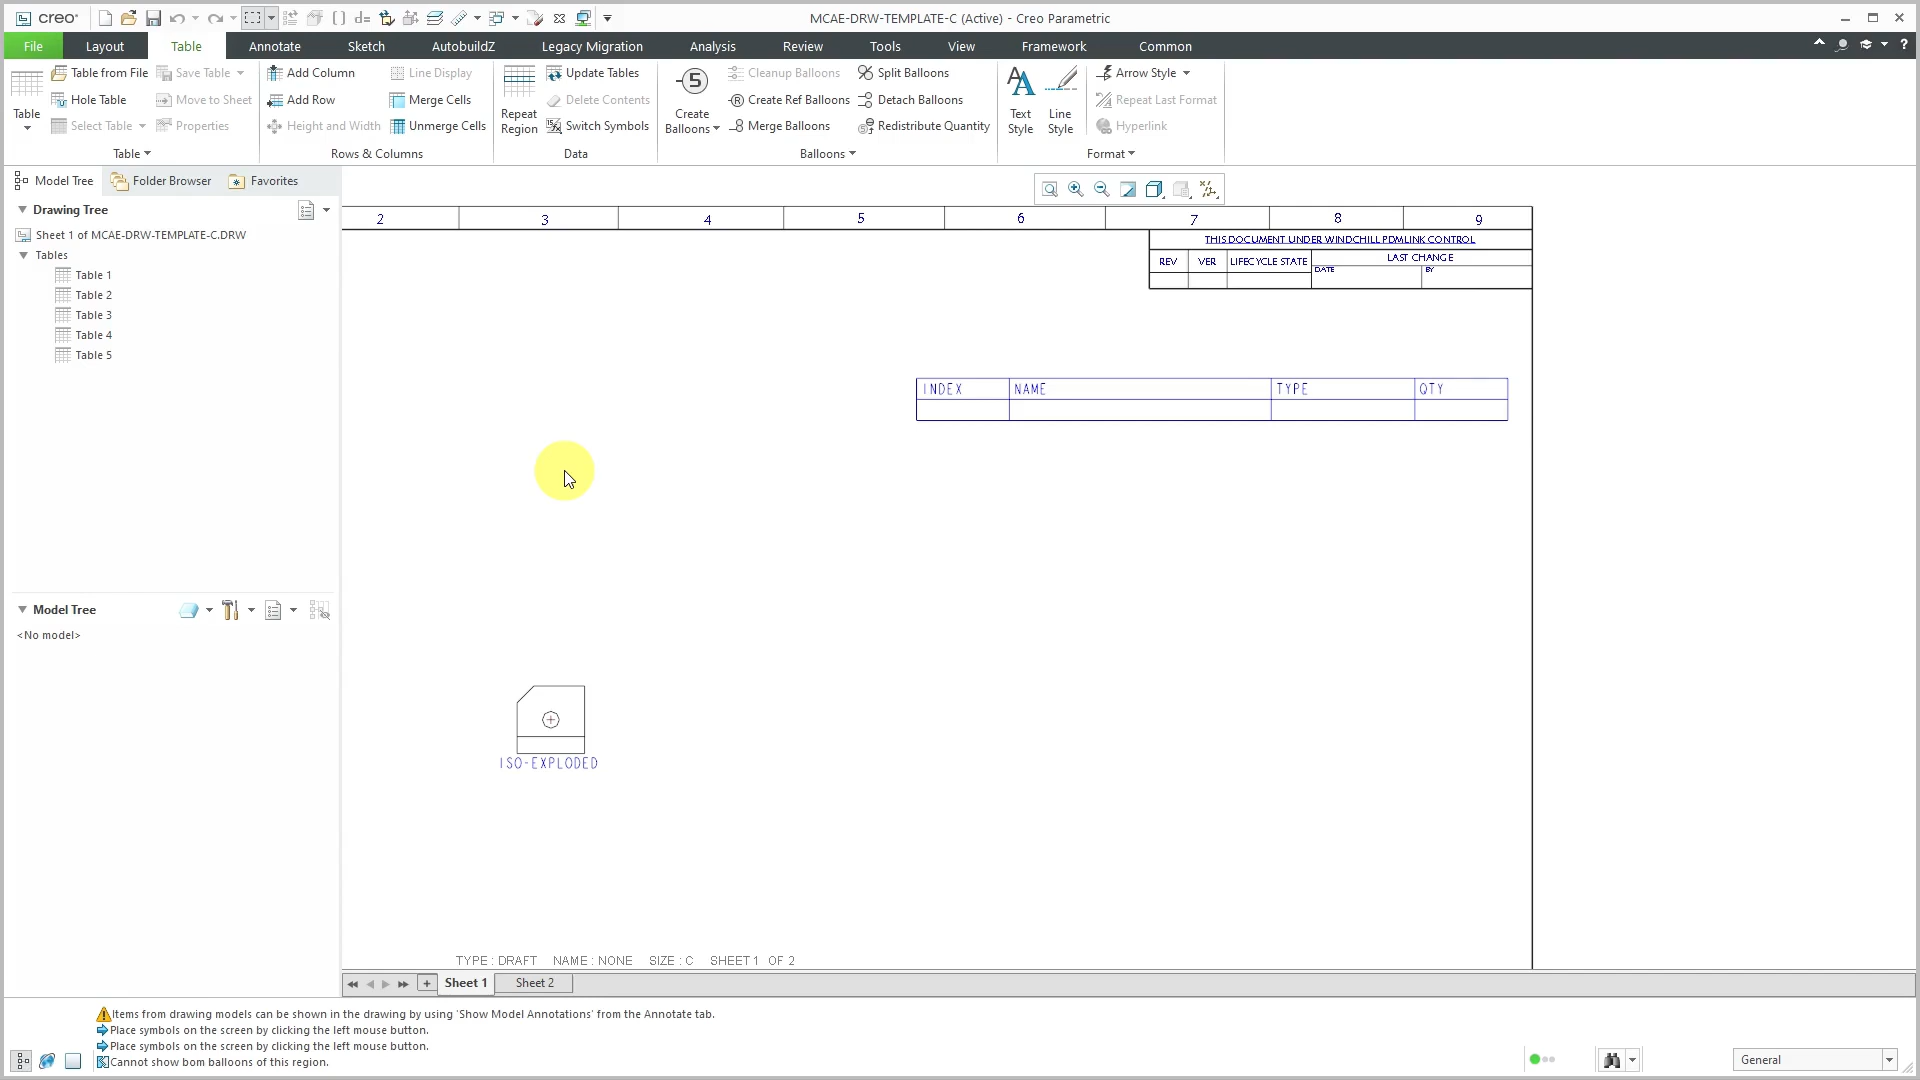 creo®
MCAE-DRW-TEMPLATE-C (Active) - Creo Parametric
File Layout Table Annotate Sketch AutobuildZ Legacy Migration Analysis Review Tools View Framework Common
Table
Table from File
Hole Table
Select Table
Save Table
Move to Sheet
Properties
Table
Add Column
Add Row
Height and Width
Line Display
Merge Cells
Unmerge Cells
Rows & Columns
Repeat Region
Update Tables
Delete Contents
Switch Symbols
Data
Create Balloons
Cleanup Balloons
Create Ref Balloons
Merge Balloons
Split Balloons
Detach Balloons
Redistribute Quantity
Balloons
Text Style
Line Style
Arrow Style
Repeat Last Format
Hyperlink
Format
Model Tree Folder Browser Favorites
Drawing Tree
Sheet 1 of MCAE-DRW-TEMPLATE-C.DRW
Tables
Table 1
Table 2
Table 3
Table 4
Table 5
Model Tree
<No model>
2 3 4 5 6 7 8 9
THIS DOCUMENT UNDER WINDCHILL PDMLINK CONTROL
REV VER LIFECYCLE STATE LAST CHANGE
DATE BY
INDEX NAME TYPE QTY
ISO-EXPLODED
TYPE : DRAFT NAME : NONE SIZE : C SHEET 1 OF 2
Sheet 1 Sheet 2
Items from drawing models can be shown in the drawing by using 'Show Model Annotations' from the Annotate tab.
Place symbols on the screen by clicking the left mouse button.
Place symbols on the screen by clicking the left mouse button.
Cannot show bom balloons of this region.
General